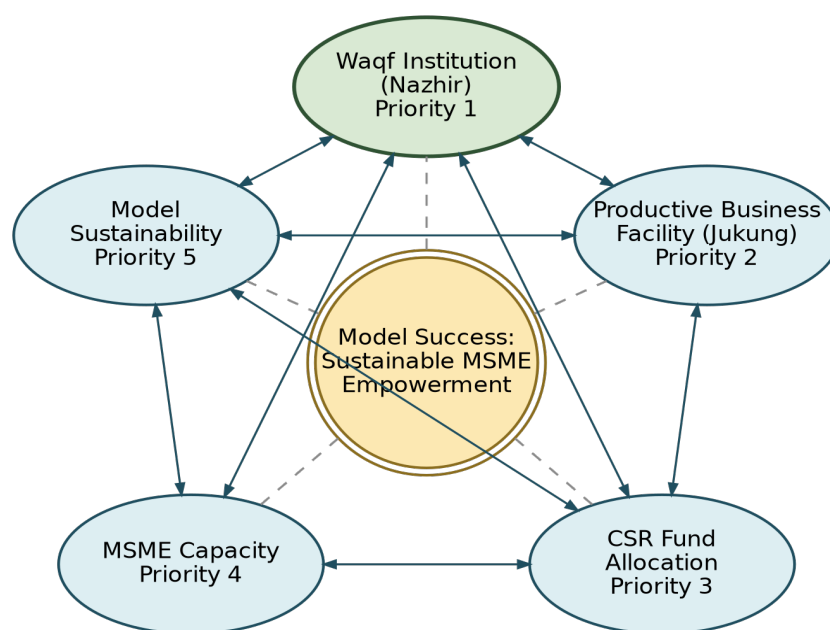 Waqf Institution
(Nazhir)
Priority 1
Model
Sustainability
Priority 5
Productive Business
Facility (Jukung)
Priority 2
Model Success:
Sustainable MSME
Empowerment
MSME Capacity
Priority 4
CSR Fund
Allocation
Priority 3